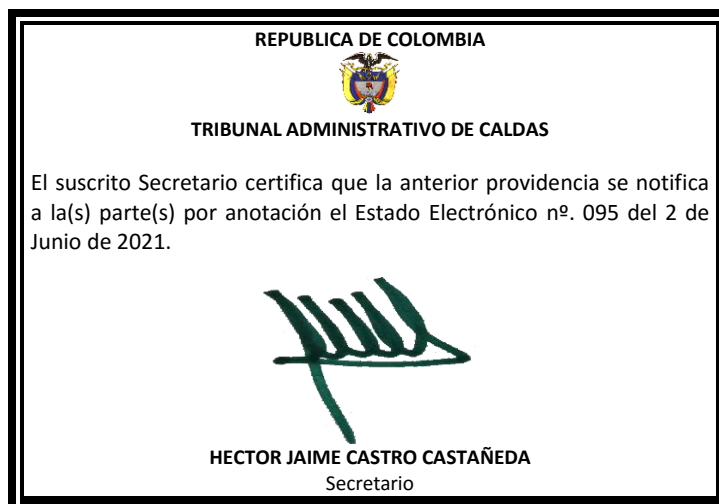 REPUBLICA DE COLOMBIA
TRIBUNAL ADMINISTRATIVO DE CALDAS
El suscrito Secretario certifica que la anterior providencia se notifica
a la(s) parte(s) por anotación el Estado Electrónico nº. 095 del 2 de
Junio de 2021.
HECTOR JAIME CASTRO CASTAÑEDA
Secretario